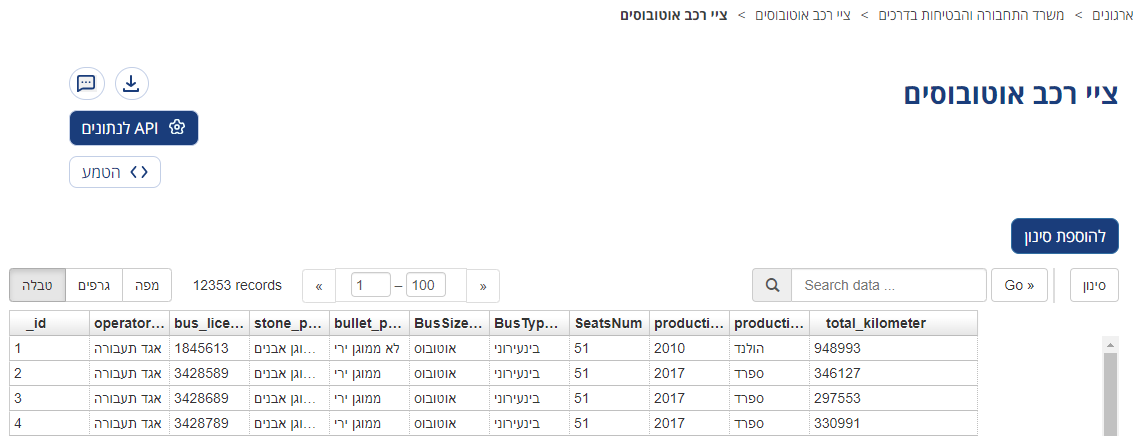 ארגונים > משרד התחבורה והבטיחות בדרכים > ציי רכב אוטובוסים > ציי רכב אוטובוסים
ציי רכב אוטובוסים
API לנתונים
הטמע
להוספת סינון
טבלה גרפים מפה 12353 records « 1 – 100 » Search data ... Go » סינון
_id operator... bus_lice... stone_p... bullet_p... BusSize... BusTyp... SeatsNum producti... producti... total_kilometer
1 אגד תעבורה 1845613 וגן אבנים... לא ממוגן ירי אוטובוס בינעירוני 51 2010 הולנד 948993
2 אגד תעבורה 3428589 וגן אבנים... ממוגן ירי אוטובוס בינעירוני 51 2017 ספרד 346127
3 אגד תעבורה 3428689 וגן אבנים... ממוגן ירי אוטובוס בינעירוני 51 2017 ספרד 297553
4 אגד תעבורה 3428789 וגן אבנים... ממוגן ירי אוטובוס בינעירוני 51 2017 ספרד 330991